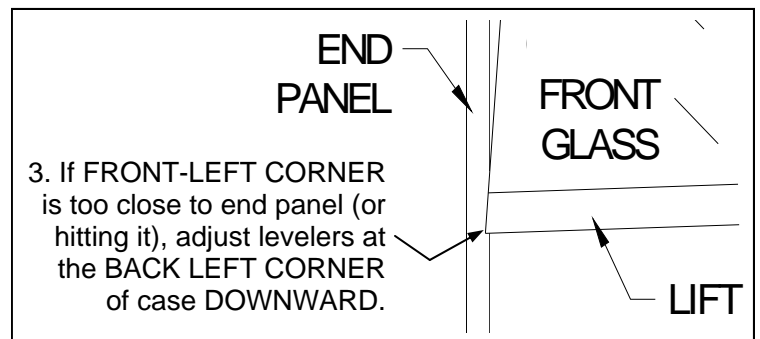 END
PANEL
FRONT
GLASS
3. If FRONT-LEFT CORNER
is too close to end panel (or
hitting it), adjust levelers at
the BACK LEFT CORNER
of case DOWNWARD.
LIFT